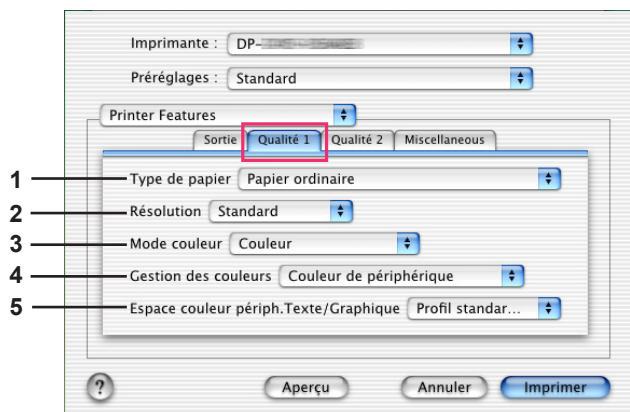 Imprimante : DP-
Préréglages : Standard
Printer Features
Sortie Qualité 1 Qualité 2 Miscellaneous
1 Type de papier Papier ordinaire
2 Résolution Standard
3 Mode couleur Couleur
4 Gestion des couleurs Couleur de périphérique
5 Espace couleur périph.Texte/Graphique Profil standar...
? Aperçu Annuler Imprimer